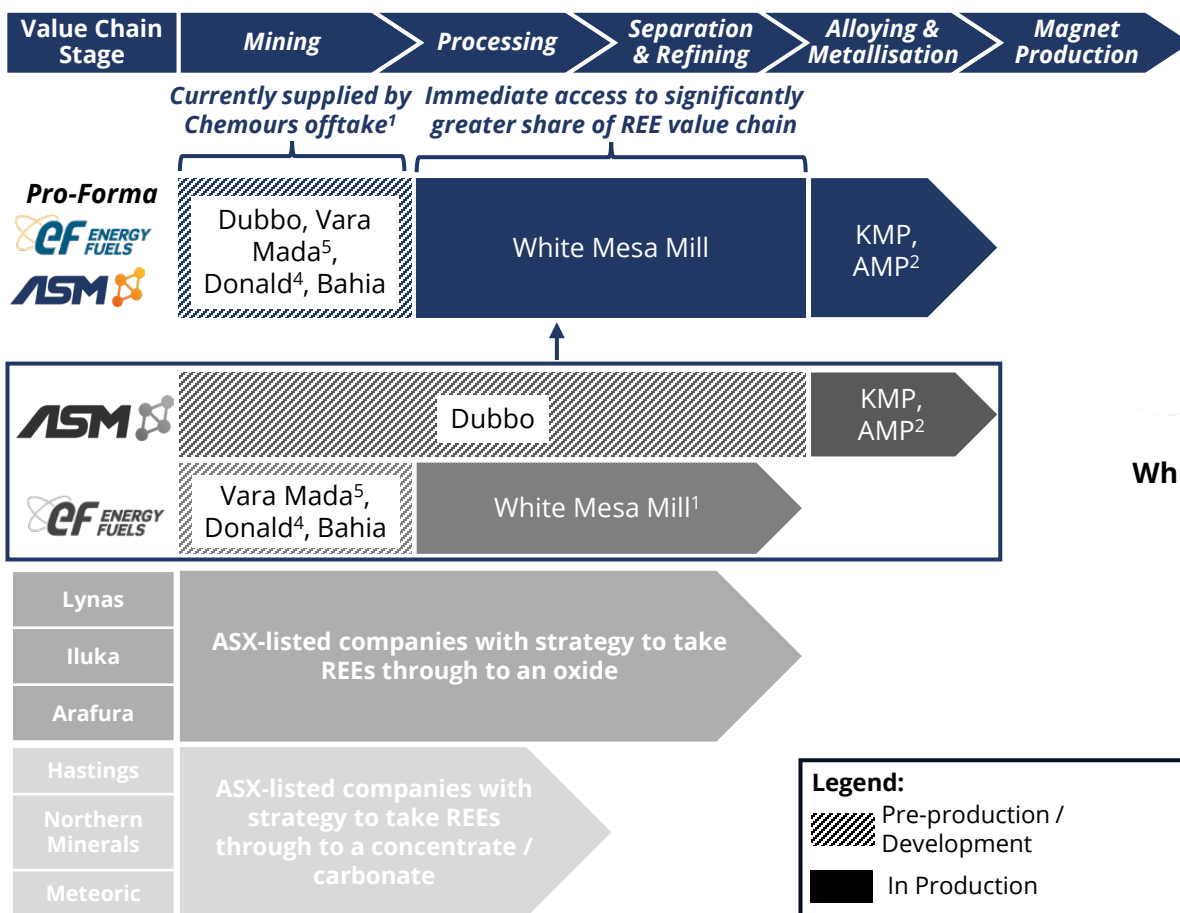 Value Chain
Stage
Mining
Processing
Separation
& Refining
Alloying &
Metallisation
Magnet
Production
Currently supplied by
Chemours offtake¹
Immediate access to significantly
greater share of REE value chain
Pro-Forma
ef ENERGY
FUELS
ASM
Dubbo, Vara
Mada⁵,
Donald⁴, Bahia
White Mesa Mill
KMP,
AMP²
ASM
Dubbo
KMP,
AMP²
ef ENERGY
FUELS
Vara Mada⁵,
Donald⁴, Bahia
White Mesa Mill¹
Wh
Lynas
Iluka
Arafura
ASX-listed companies with strategy to take
REEs through to an oxide
Hastings
Northern
Minerals
Meteoric
ASX-listed companies with
strategy to take REEs
through to a concentrate /
carbonate
Legend:
Pre-production /
Development
In Production